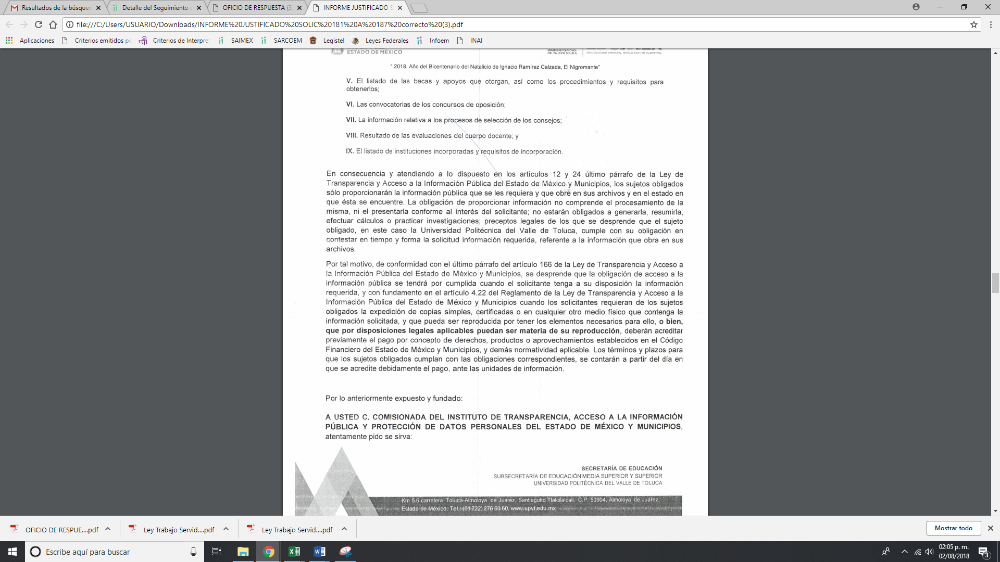 Resultados de la búsquec
Detalle del Seguimiento d
OFICIO DE RESPUESTA (3
INFORME JUSTIFICADO S
file:///C:/Users/USUARIO/Downloads/INFORME%20JUSTIFICADO%20SOLIC%20181%20A%20187%20correcto%20(3).pdf
Aplicaciones
Criterios emitidos po
Criterios de Interpret
SAIMEX
SARCOEM
Legistel
Leyes Federales
Infoem
INAI
ESTADO DE MÉXICO
UNIVERSIDAD POLITÉCNICA
DEL VALLE DE TOLUCA
DECISIONES FIRMES, RESULTADOS FUERTES.
“ 2018. Año del Bicentenario del Natalicio de Ignacio Ramírez Calzada, El Nigromante”
V. El listado de las becas y apoyos que otorgan, así como los procedimientos y requisitos para
obtenerlos;
VI. Las convocatorias de los concursos de oposición;
VII. La información relativa a los procesos de selección de los consejos;
VIII. Resultado de las evaluaciones del cuerpo docente; y
IX. El listado de instituciones incorporadas y requisitos de incorporación.
En consecuencia y atendiendo a lo dispuesto en los artículos 12 y 24 último párrafo de la Ley de
Transparencia y Acceso a la Información Pública del Estado de México y Municipios, los sujetos obligados
sólo proporcionarán la información pública que se les requiera y que obre en sus archivos y en el estado en
que ésta se encuentre. La obligación de proporcionar información no comprende el procesamiento de la
misma, ni el presentarla conforme al interés del solicitante; no estarán obligados a generarla, resumirla,
efectuar cálculos o practicar investigaciones; preceptos legales de los que se desprende que el sujeto
obligado, en este caso la Universidad Politécnica del Valle de Toluca, cumple con su obligación en
contestar en tiempo y forma la solicitud información requerida, referente a la información que obra en sus
archivos.
Por tal motivo, de conformidad con el último párrafo del artículo 166 de la Ley de Transparencia y Acceso a
la Información Pública del Estado de México y Municipios, se desprende que la obligación de acceso a la
información pública se tendrá por cumplida cuando el solicitante tenga a su disposición la información
requerida, y con fundamento en el artículo 4.22 del Reglamento de la Ley de Transparencia y Acceso a la
Información Pública del Estado de México y Municipios cuando los solicitantes requieran de los sujetos
obligados la expedición de copias simples, certificadas o en cualquier otro medio físico que contenga la
información solicitada, y que pueda ser reproducida por tener los elementos necesarios para ello, o bien,
que por disposiciones legales aplicables puedan ser materia de su reproducción, deberán acreditar
previamente el pago por concepto de derechos, productos o aprovechamientos establecidos en el Código
Financiero del Estado de México y Municipios, y demás normatividad aplicable. Los términos y plazos para
que los sujetos obligados cumplan con las obligaciones correspondientes, se contarán a partir del día en
que se acredite debidamente el pago, ante las unidades de información.
Por lo anteriormente expuesto y fundado:
A USTED C. COMISIONADA DEL INSTITUTO DE TRANSPARENCIA, ACCESO A LA INFORMACIÓN
PÚBLICA Y PROTECCIÓN DE DATOS PERSONALES DEL ESTADO DE MÉXICO Y MUNICIPIOS,
atentamente pido se sirva:
SECRETARÍA DE EDUCACIÓN
SUBSECRETARÍA DE EDUCACIÓN MEDIA SUPERIOR Y SUPERIOR
UNIVERSIDAD POLITÉCNICA DEL VALLE DE TOLUCA
Km 5.6 carretera Toluca-Almoloya de Juárez, Santiaguito Tlalcilalcali, C.P. 50904, Almoloya de Juárez,
Estado de México. Tel.: (01722) 276 60 60. www.upvt.edu.mx
OFICIO DE RESPUE....pdf
Ley Trabajo Servid....pdf
Ley Trabajo Servid....pdf
Mostrar todo
Escribe aquí para buscar
02:05 p. m.
02/08/2018
3